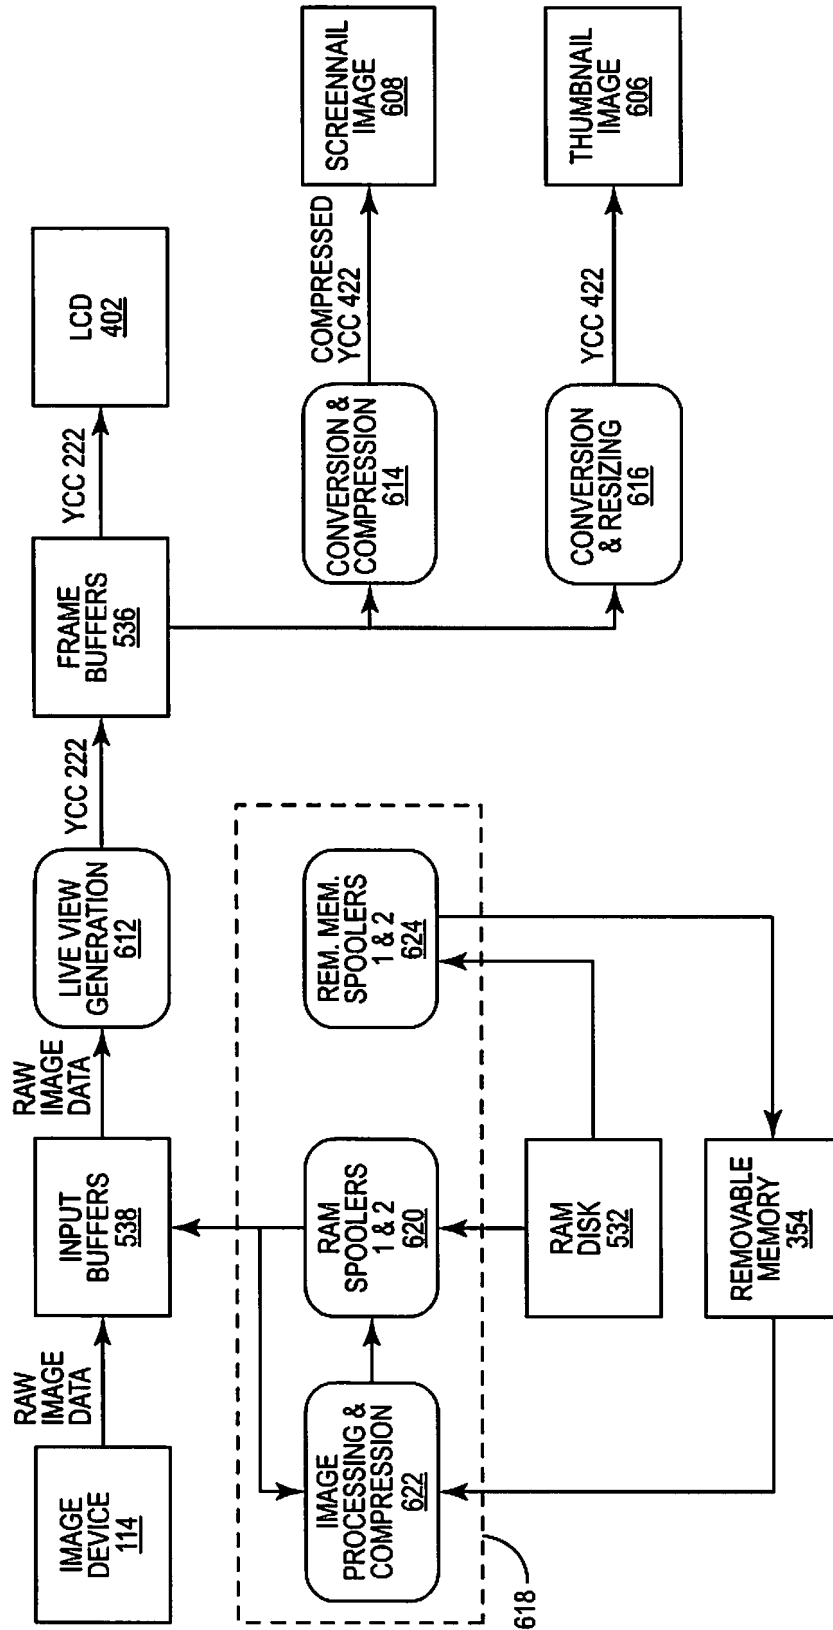 RAW
IMAGE
DATA
RAW
IMAGE
DATA
YCC 222
YCC 222
IMAGE
DEVICE
114
INPUT
BUFFERS
538
LIVE VIEW
GENERATION
612
FRAME
BUFFERS
536
LCD
402
IMAGE
PROCESSING &
COMPRESSION
622
RAM
SPOOLERS
1 & 2
620
REM. MEM.
SPOOLERS
1 & 2
624
CONVERSION &
COMPRESSION
614
COMPRESSED
YCC 422
SCREENNAIL
IMAGE
608
618
RAM
DISK
532
CONVERSION
& RESIZING
616
YCC 422
THUMBNAIL
IMAGE
606
REMOVABLE
MEMORY
354